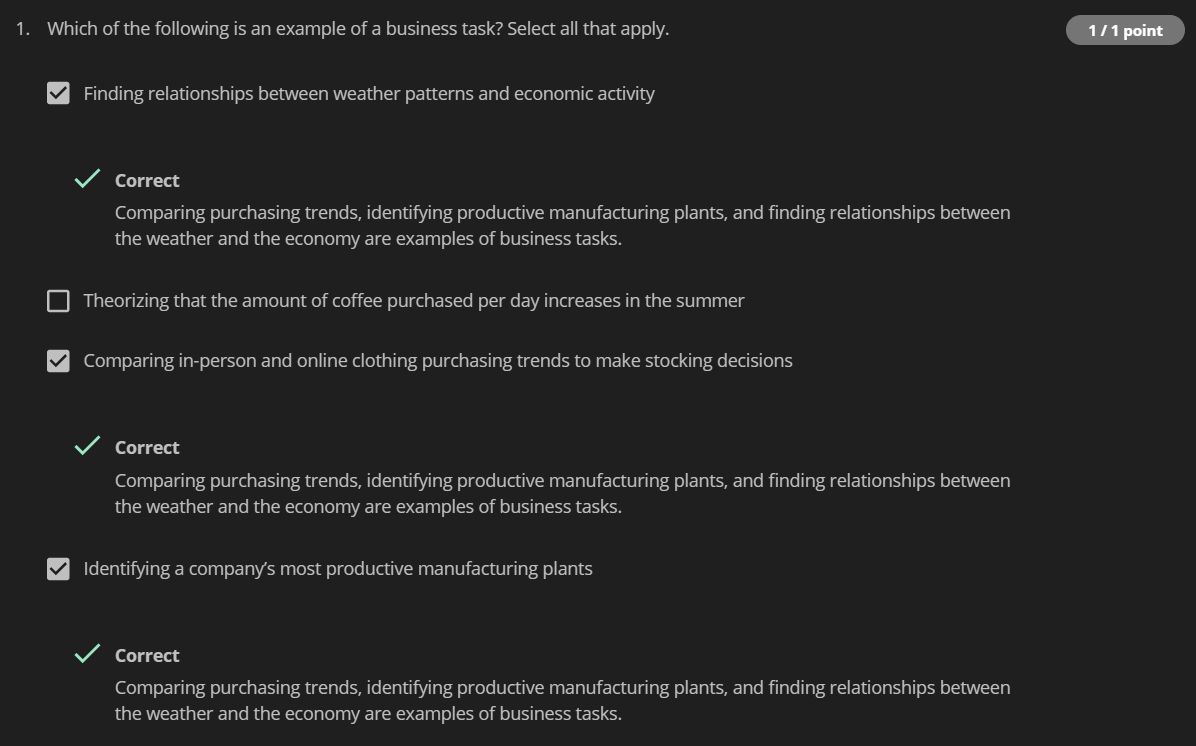 1. Which of the following is an example of a business task? Select all that apply.
1 / 1 point
Finding relationships between weather patterns and economic activity
Correct
Comparing purchasing trends, identifying productive manufacturing plants, and finding relationships between
the weather and the economy are examples of business tasks.
Theorizing that the amount of coffee purchased per day increases in the summer
Comparing in-person and online clothing purchasing trends to make stocking decisions
Correct
Comparing purchasing trends, identifying productive manufacturing plants, and finding relationships between
the weather and the economy are examples of business tasks.
Identifying a company’s most productive manufacturing plants
Correct
Comparing purchasing trends, identifying productive manufacturing plants, and finding relationships between
the weather and the economy are examples of business tasks.